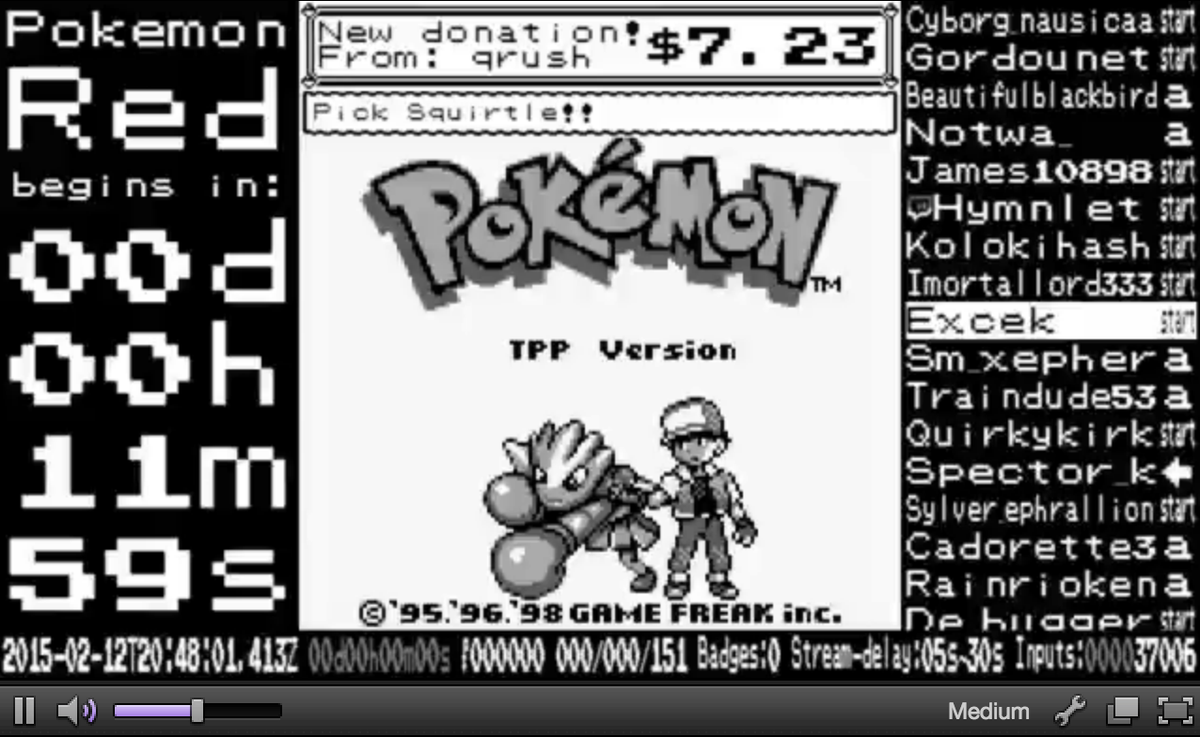 Pokemon
Red
begins in:
00d
00h
11m
59s
New donation!
From: qrush
$7.23
Pick Squirtle!!
POKéMON
TM
TPP Version
©'95.'96.'98 GAME FREAK inc.
Cyborg_nausicaa start
Gordounet start
Beautifulblackbird a
Notwa_ a
James10898 start
Hymnlet start
Kolokihash start
Imortallord333 start
Excek start
Sm_xepher a
Traindude53 a
Quirkykirk start
Spector_k
Sylver_ephrallion start
Cadorette3 a
Rainrioken a
De_hugger start
2015-02-12T20:48:01.413Z 00d00h00m00s ₽000000 000/000/151 Badges:0 Stream-delay:05s~30s Inputs:000037006
Medium